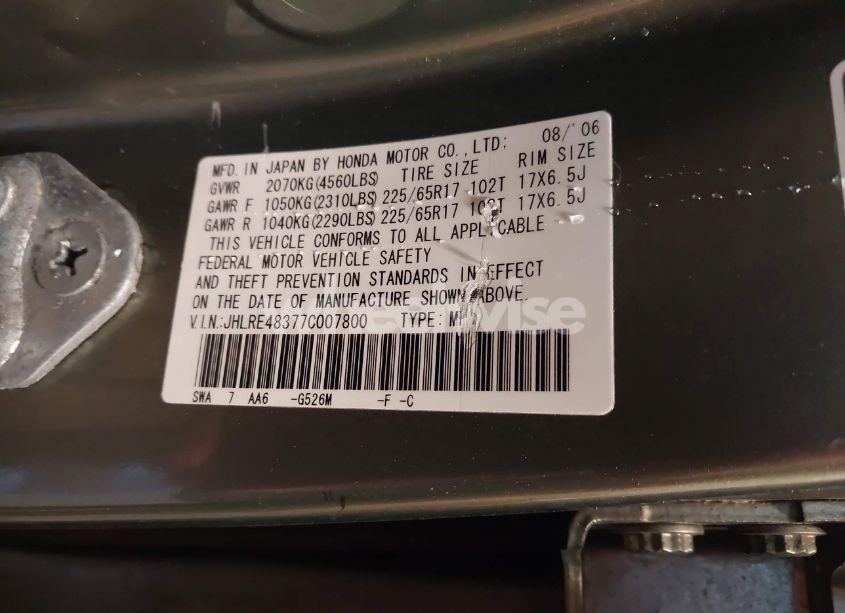 08/'06
MFD. IN JAPAN BY HONDA MOTOR CO., LTD:
GVWR 2070KG(4560LBS) TIRE SIZE RIM SIZE
GAWR F 1050KG(2310LBS) 225/65R17 102T 17X6.5J
GAWR R 1040KG(2290LBS) 225/65R17 102T 17X6.5J
THIS VEHICLE CONFORMS TO ALL APPLICABLE
FEDERAL MOTOR VEHICLE SAFETY
AND THEFT PREVENTION STANDARDS IN EFFECT
ON THE DATE OF MANUFACTURE SHOWN ABOVE.
V.I.N.:JHLRE48377C007800 TYPE:
SWA 7 AA6 -G526M -F -C